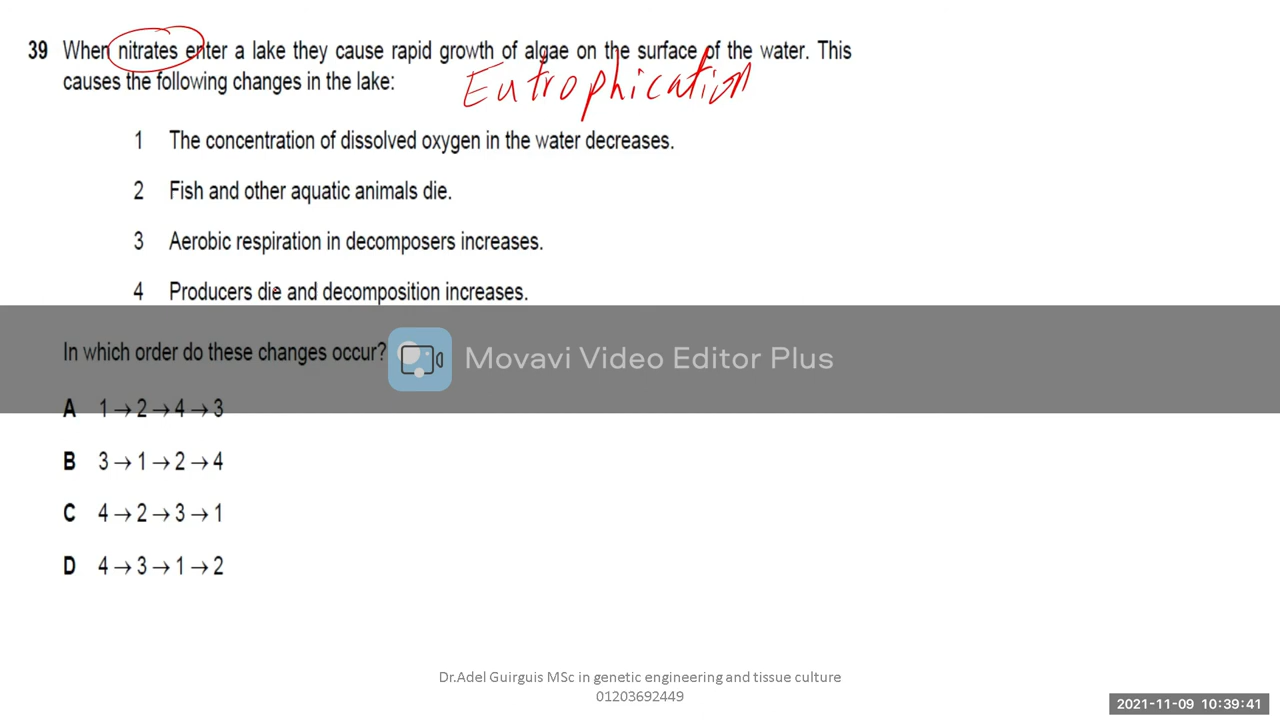 39 When nitrates enter a lake they cause rapid growth of algae on the surface of the water. This
causes the following changes in the lake:
Eutrophication
1 The concentration of dissolved oxygen in the water decreases.
2 Fish and other aquatic animals die.
3 Aerobic respiration in decomposers increases.
4 Producers die and decomposition increases.
In which order do these changes occur?
Movavi Video Editor Plus
A 1 → 2 → 4 → 3
B 3 → 1 → 2 → 4
C 4 → 2 → 3 → 1
D 4 → 3 → 1 → 2
Dr.Adel Guirguis MSc in genetic engineering and tissue culture
01203692449
2021-11-09 10:39:41